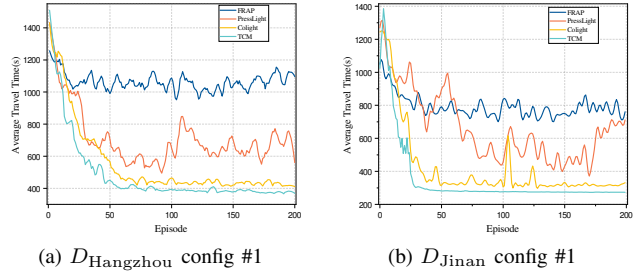 FRAP
PressLight
Colight
TCM
Average Travel Time(s)
1400
1200
1000
800
600
400
0
50
100
150
200
Episode
(a) D_Hangzhou config #1
FRAP
PressLight
Colight
TCM
Average Travel Time(s)
1400
1200
1000
800
600
400
200
0
50
100
150
200
Episode
(b) D_Jinan config #1